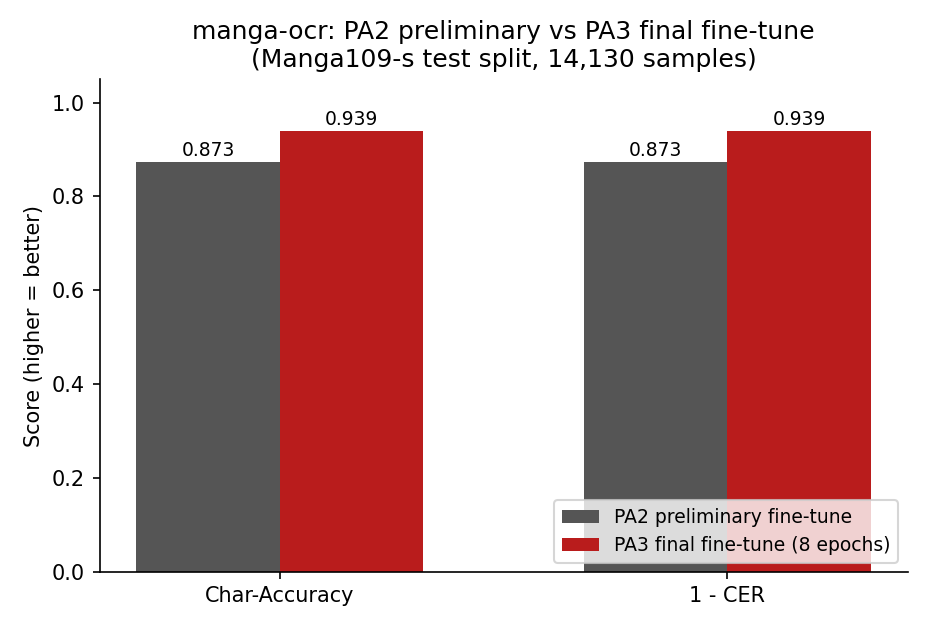 manga-ocr: PA2 preliminary vs PA3 final fine-tune
(Manga109-s test split, 14,130 samples)
Score (higher = better)
1.0
0.8
0.6
0.4
0.2
0.0
0.873
0.939
0.873
0.939
PA2 preliminary fine-tune
PA3 final fine-tune (8 epochs)
Char-Accuracy
1 - CER